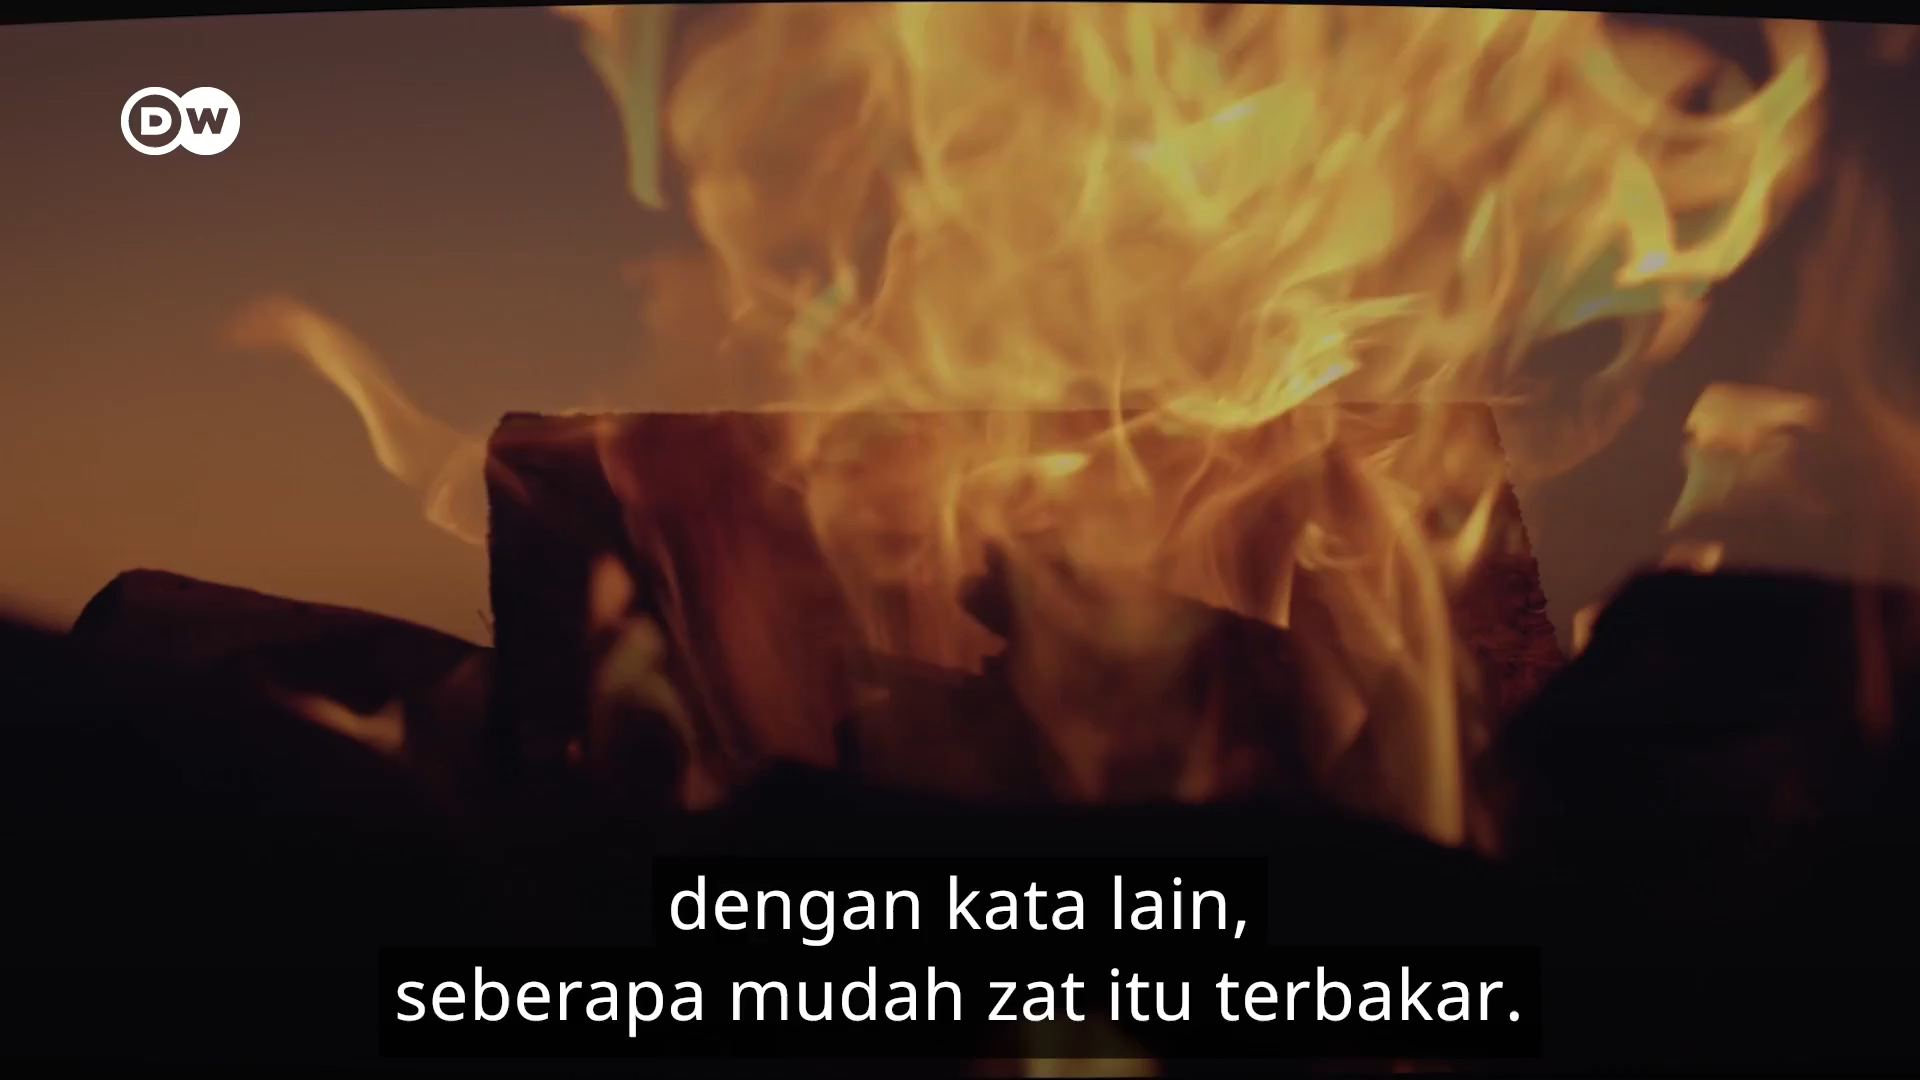 DW
dengan kata lain,
seberapa mudah zat itu terbakar.